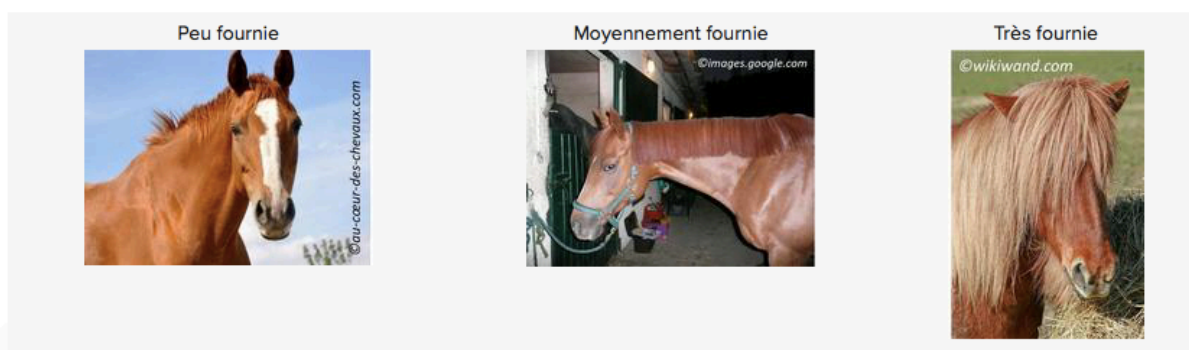 Peu fournie
Moyennement fournie
Très fournie
©au-cœur-des-chevaux.com
©images.google.com
©wikiwand.com